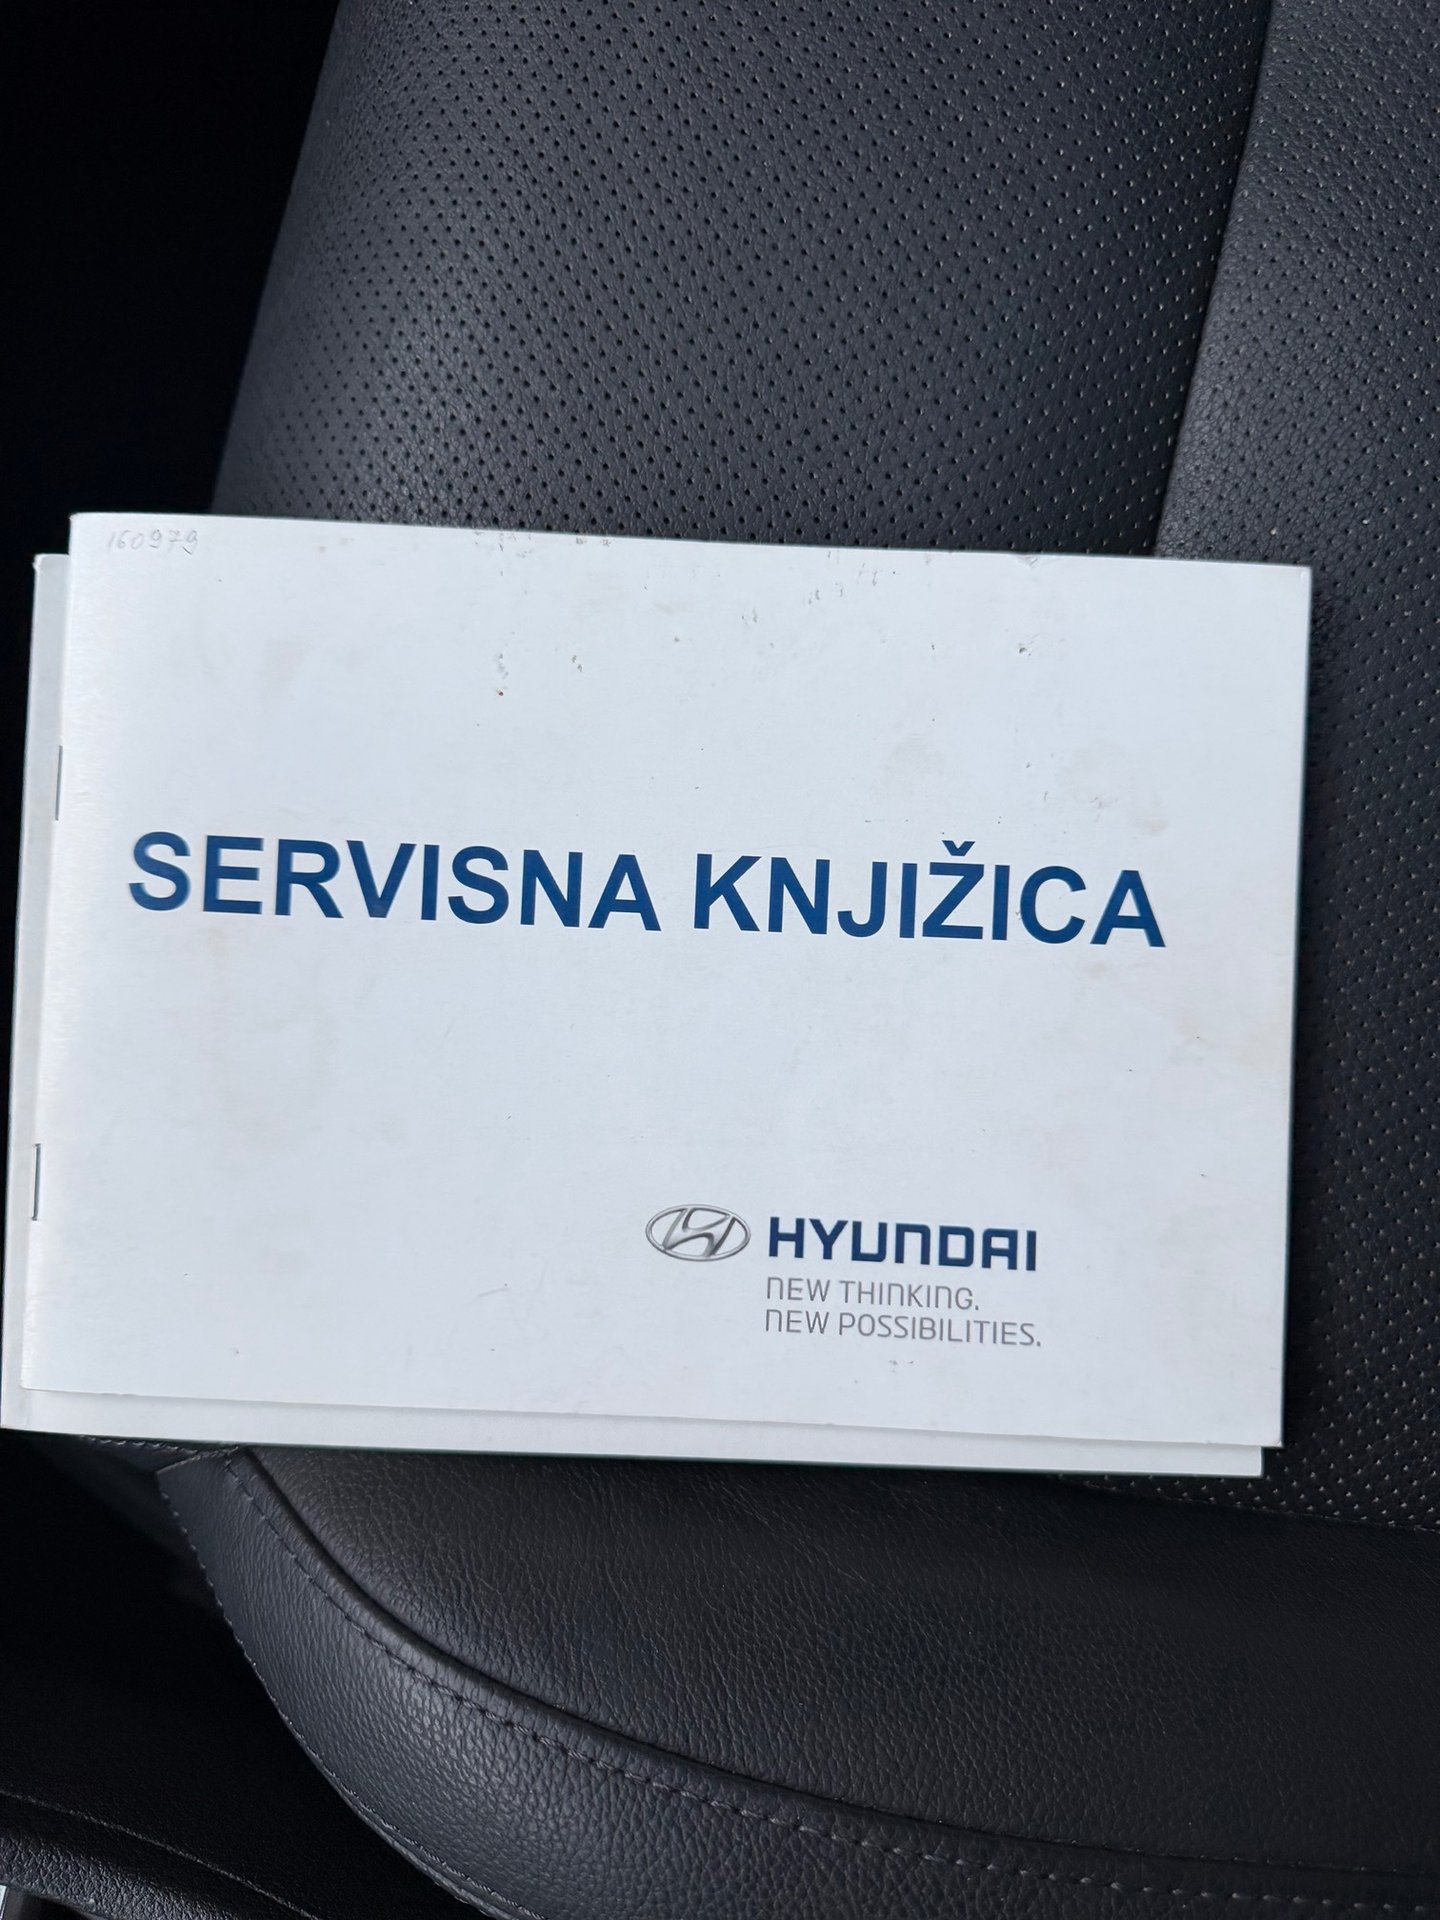 160979
SERVISNA KNJIŽICA
HYUNDAI
NEW THINKING.
NEW POSSIBILITIES.